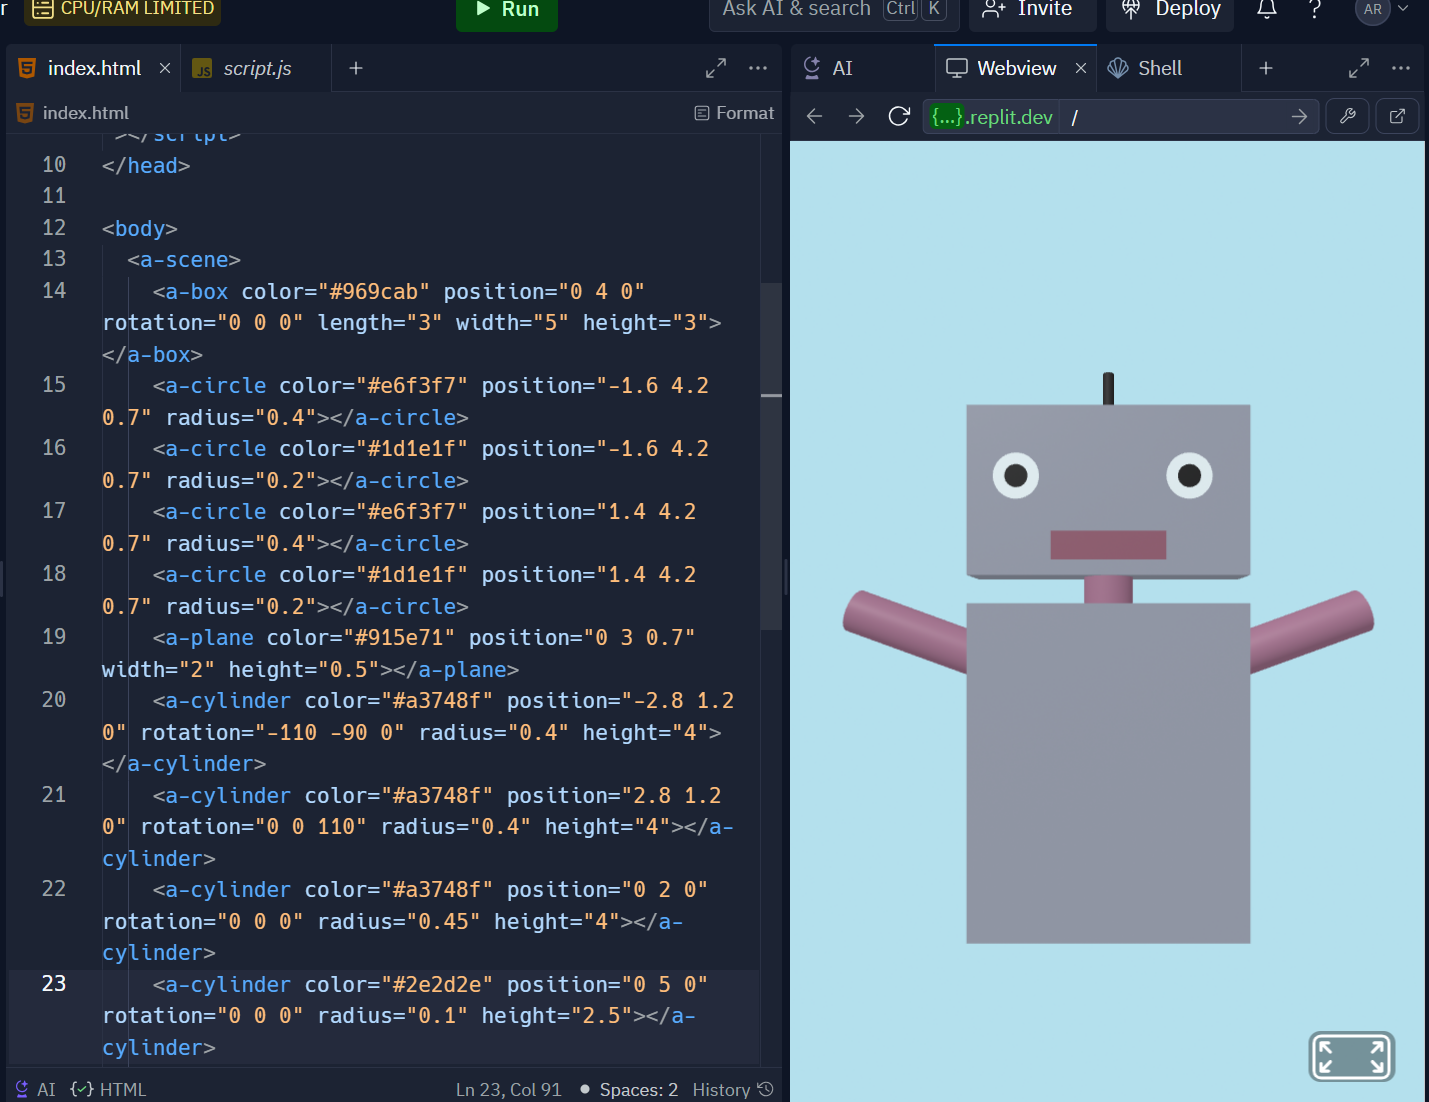 r
CPU/RAM LIMITED
Run
Ask AI & search Ctrl K
Invite
Deploy
?
AR
index.html
JS script.js
AI
Webview
Shell
index.html
Format
{...}.replit.dev /
></script>
10 </head>
11
12 <body>
13 <a-scene>
14 <a-box color="#969cab" position="0 4 0"
rotation="0 0 0" length="3" width="5" height="3">
</a-box>
15 <a-circle color="#e6f3f7" position="-1.6 4.2
0.7" radius="0.4"></a-circle>
16 <a-circle color="#1d1e1f" position="-1.6 4.2
0.7" radius="0.2"></a-circle>
17 <a-circle color="#e6f3f7" position="1.4 4.2
0.7" radius="0.4"></a-circle>
18 <a-circle color="#1d1e1f" position="1.4 4.2
0.7" radius="0.2"></a-circle>
19 <a-plane color="#915e71" position="0 3 0.7"
width="2" height="0.5"></a-plane>
20 <a-cylinder color="#a3748f" position="-2.8 1.2
0" rotation="-110 -90 0" radius="0.4" height="4">
</a-cylinder>
21 <a-cylinder color="#a3748f" position="2.8 1.2
0" rotation="0 0 110" radius="0.4" height="4"></a-
cylinder>
22 <a-cylinder color="#a3748f" position="0 2 0"
rotation="0 0 0" radius="0.45" height="4"></a-
cylinder>
23 <a-cylinder color="#2e2d2e" position="0 5 0"
rotation="0 0 0" radius="0.1" height="2.5"></a-
cylinder>
AI {✓} HTML
Ln 23, Col 91 Spaces: 2 History